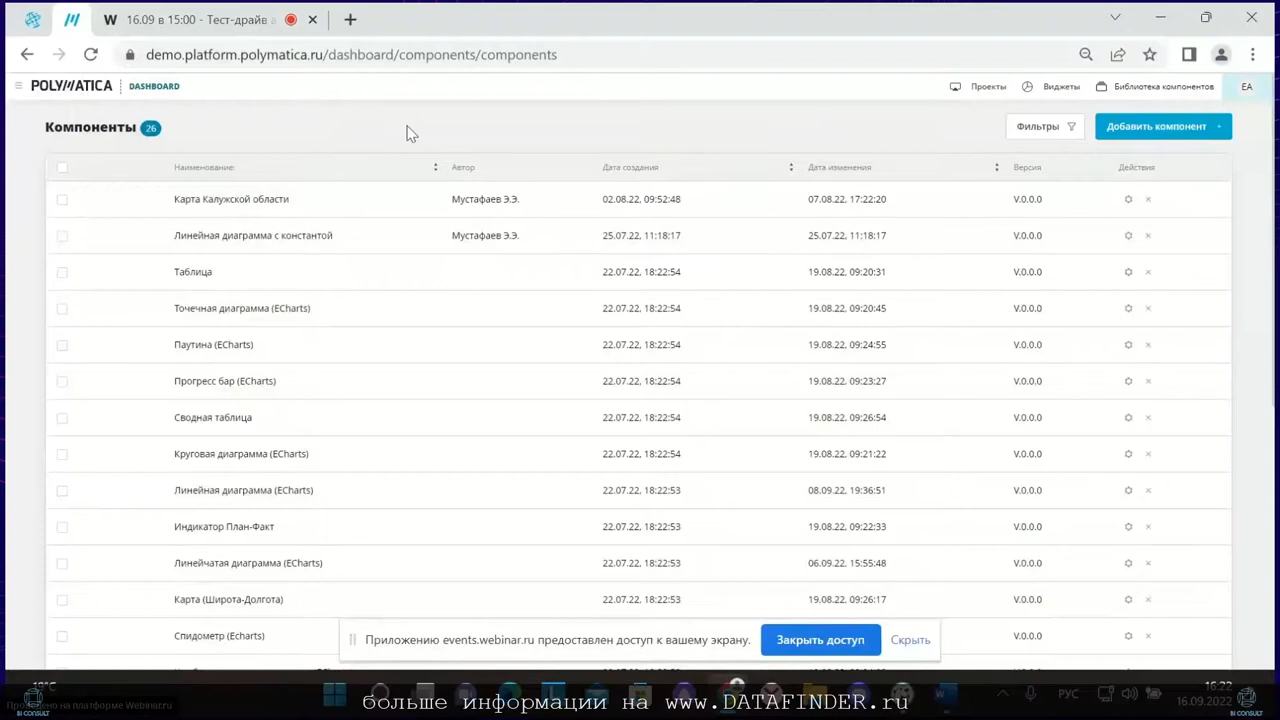 W 16.09 в 15:00 - Тест-драйв
demo.platform.polymatica.ru/dashboard/components/components
POLYMATICA DASHBOARD Проекты Виджеты Библиотека компонентов EA
Компоненты 26 Фильтры Добавить компонент
Наименование Автор Дата создания Дата изменения Версия Действия
Карта Калужской области Мустафаев Э.Э. 02.08.22, 09:52:48 07.08.22, 17:22:20 V.0.0.0
Линейная диаграмма с константой Мустафаев Э.Э. 25.07.22, 11:18:17 25.07.22, 11:18:17 V.0.0.0
Таблица 22.07.22, 18:22:54 19.08.22, 09:20:31 V.0.0.0
Точечная диаграмма (ECharts) 22.07.22, 18:22:54 19.08.22, 09:20:45 V.0.0.0
Паутина (ECharts) 22.07.22, 18:22:54 19.08.22, 09:24:55 V.0.0.0
Прогресс бар (ECharts) 22.07.22, 18:22:54 19.08.22, 09:23:27 V.0.0.0
Сводная таблица 22.07.22, 18:22:54 19.08.22, 09:26:54 V.0.0.0
Круговая диаграмма (ECharts) 22.07.22, 18:22:54 19.08.22, 09:21:22 V.0.0.0
Линейная диаграмма (ECharts) 22.07.22, 18:22:53 08.09.22, 19:36:51 V.0.0.0
Индикатор План-Факт 22.07.22, 18:22:53 19.08.22, 09:22:33 V.0.0.0
Линейчатая диаграмма (ECharts) 22.07.22, 18:22:53 06.09.22, 15:55:48 V.0.0.0
Карта (Широта-Долгота) 22.07.22, 18:22:53 19.08.22, 09:26:17 V.0.0.0
Спидометр (Echarts)
Приложению events.webinar.ru предоставлен доступ к вашему экрану. Закрыть доступ Скрыть
18°C РУС 16:22
16.09.2022
больше информации на www.DATAFINDER.ru
Проведено на платформе Webinar.ru
BI CONSULT BI CONSULT